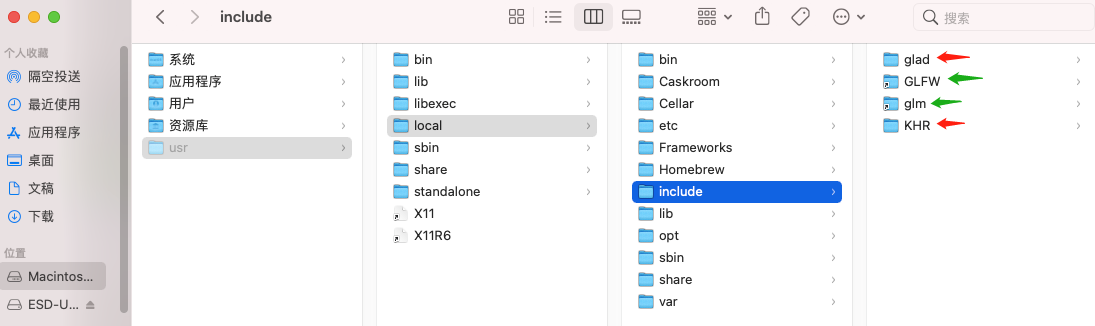 include
搜索
个人收藏
隔空投送
最近使用
应用程序
桌面
文稿
下载
位置
Macintos...
ESD-U...
系统
应用程序
用户
资源库
usr
bin
lib
libexec
local
sbin
share
standalone
X11
X11R6
bin
Caskroom
Cellar
etc
Frameworks
Homebrew
include
lib
opt
sbin
share
var
glad
GLFW
glm
KHR